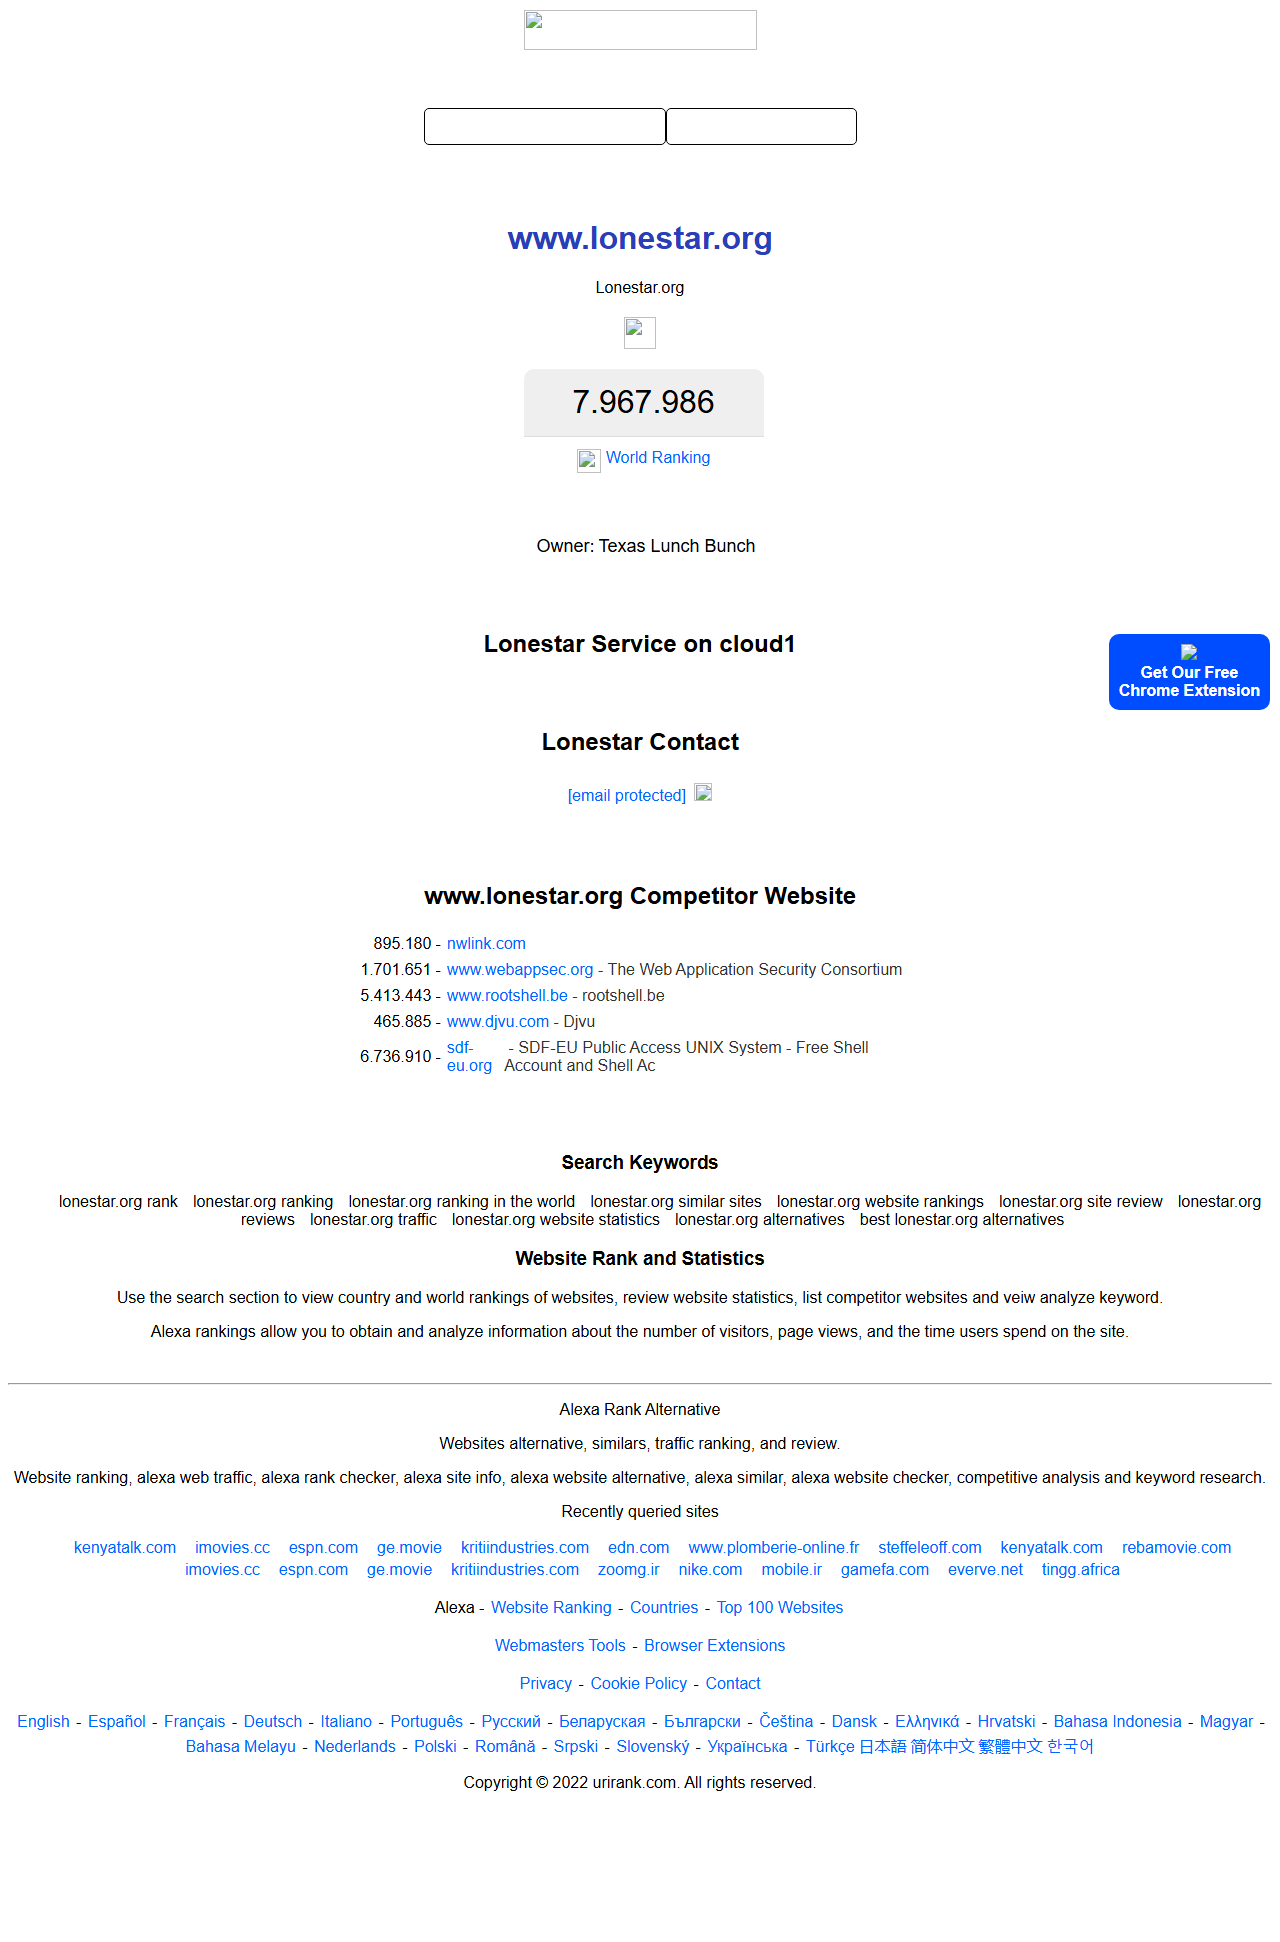 www.lonestar.org
Lonestar.org
7.967.986
World Ranking
Owner: Texas Lunch Bunch
Lonestar Service on cloud1
Get Our Free
Chrome Extension
Lonestar Contact
[email protected]
www.lonestar.org Competitor Website
895.180 - nwlink.com
1.701.651 - www.webappsec.org - The Web Application Security Consortium
5.413.443 - www.rootshell.be - rootshell.be
465.885 - www.djvu.com - Djvu
6.736.910 - sdf-eu.org - SDF-EU Public Access UNIX System - Free Shell
Account and Shell Ac
Search Keywords
lonestar.org rank lonestar.org ranking lonestar.org ranking in the world lonestar.org similar sites lonestar.org website rankings lonestar.org site review lonestar.org
reviews lonestar.org traffic lonestar.org website statistics lonestar.org alternatives best lonestar.org alternatives
Website Rank and Statistics
Use the search section to view country and world rankings of websites, review website statistics, list competitor websites and veiw analyze keyword.
Alexa rankings allow you to obtain and analyze information about the number of visitors, page views, and the time users spend on the site.
Alexa Rank Alternative
Websites alternative, similars, traffic ranking, and review.
Website ranking, alexa web traffic, alexa rank checker, alexa site info, alexa website alternative, alexa similar, alexa website checker, competitive analysis and keyword research.
Recently queried sites
kenyatalk.com imovies.cc espn.com ge.movie kritiindustries.com edn.com www.plomberie-online.fr steffeleoff.com kenyatalk.com rebamovie.com
imovies.cc espn.com ge.movie kritiindustries.com zoomg.ir nike.com mobile.ir gamefa.com everve.net tingg.africa
Alexa - Website Ranking - Countries - Top 100 Websites
Webmasters Tools - Browser Extensions
Privacy - Cookie Policy - Contact
English - Español - Français - Deutsch - Italiano - Português - Русский - Беларуская - Български - Čeština - Dansk - Ελληνικά - Hrvatski - Bahasa Indonesia - Magyar -
Bahasa Melayu - Nederlands - Polski - Română - Srpski - Slovenský - Українська - Türkçe 日本語 简体中文 繁體中文 한국어
Copyright © 2022 urirank.com. All rights reserved.